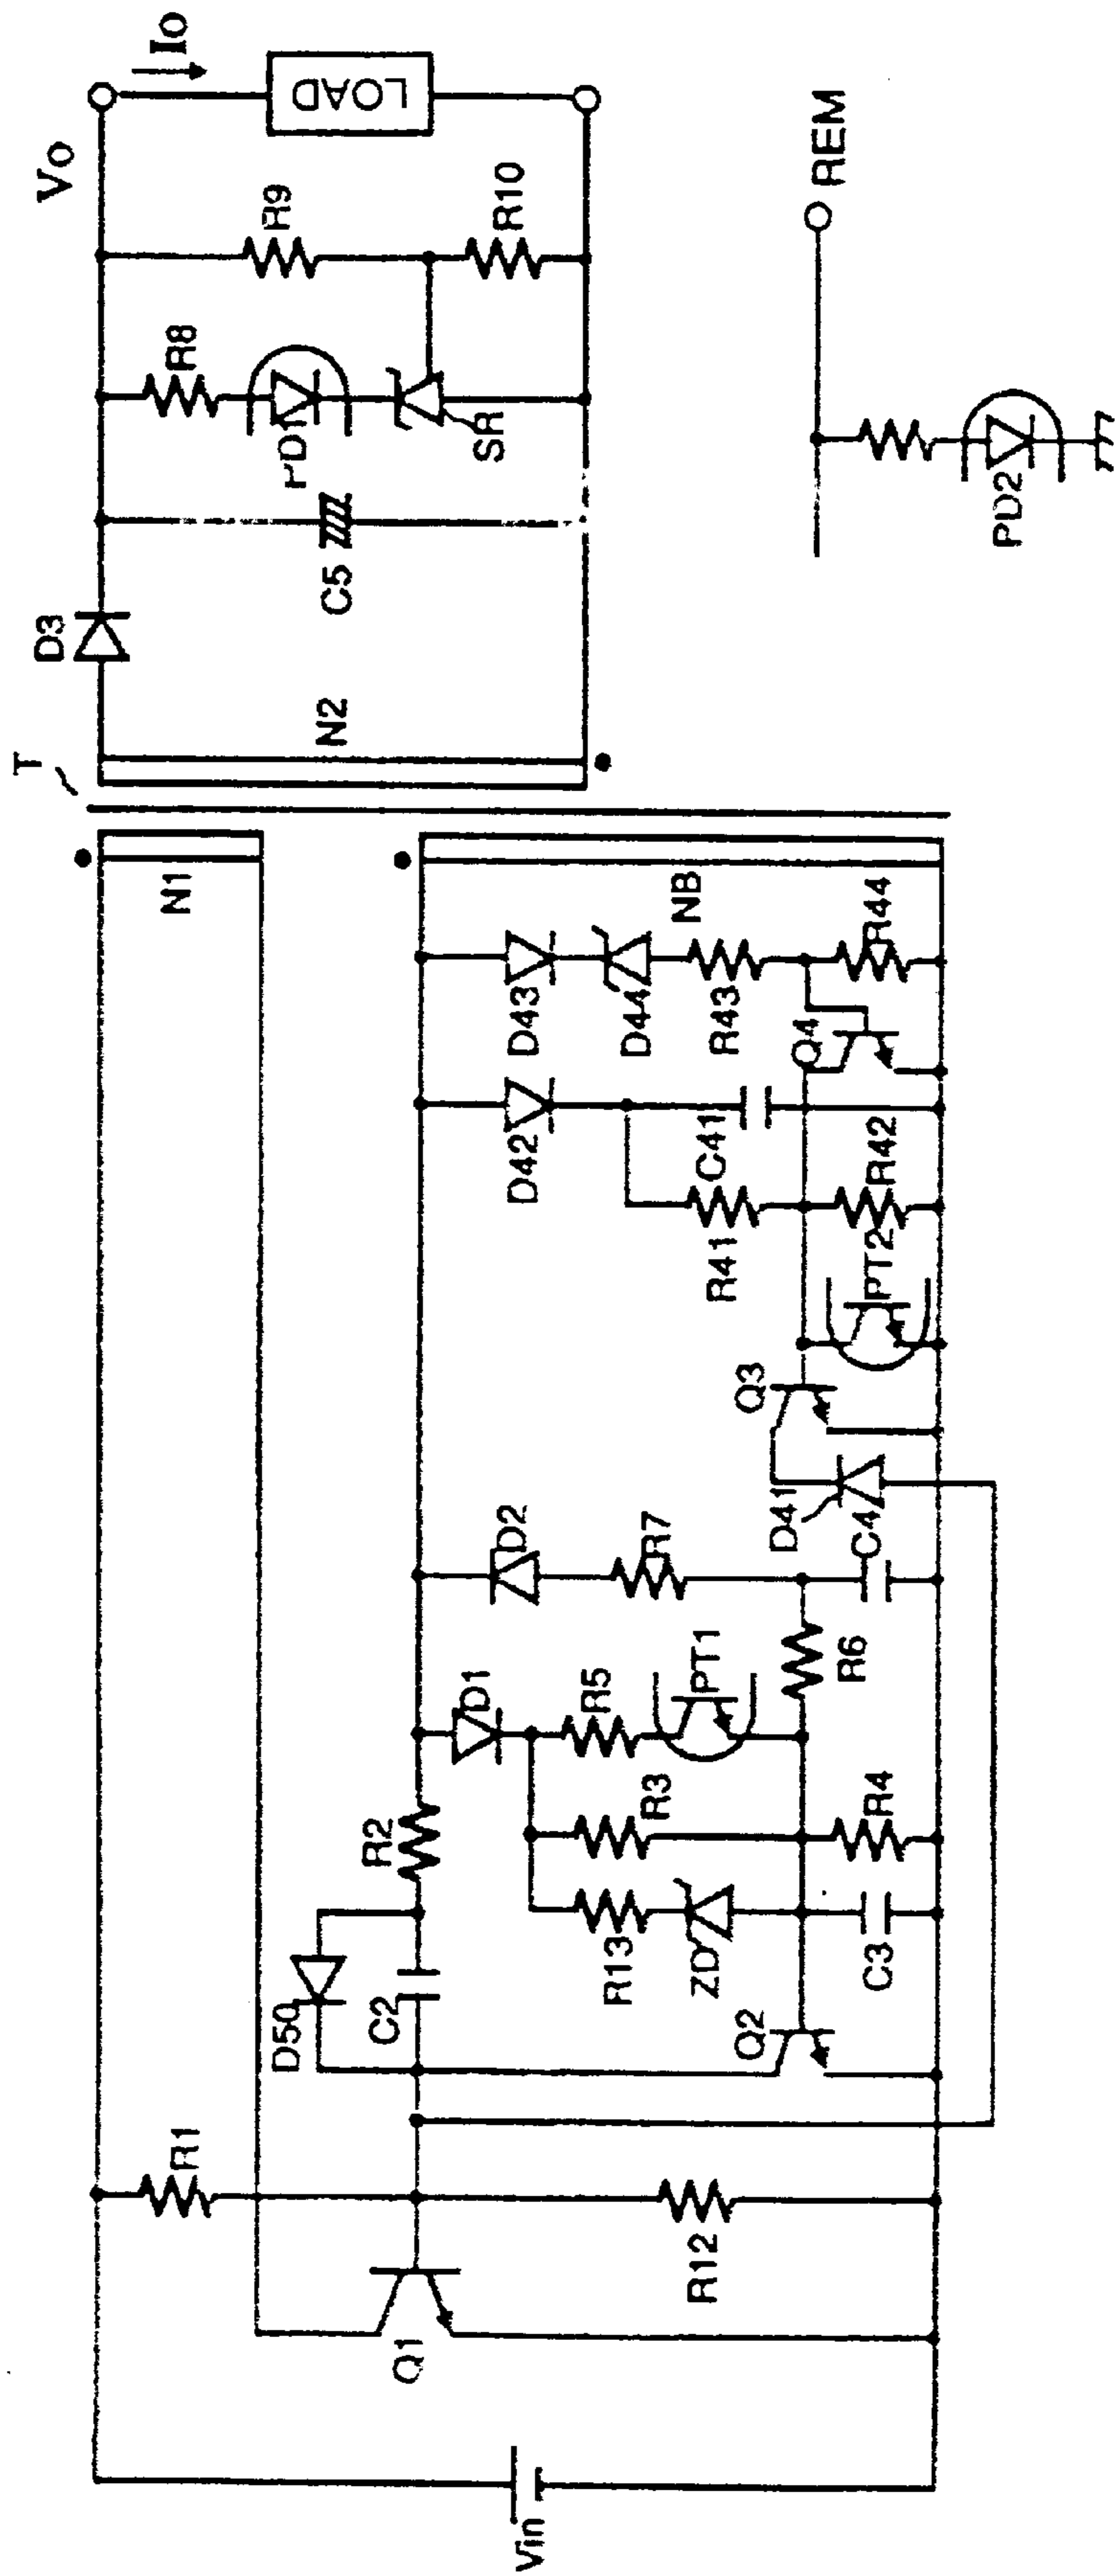 Vin
Q1
R1
R12
D50
C2
R2
Q2
R13
ZD
C3
R3
R4
D1
R5
PT1
R6
D2
R7
C4
D41
Q3
PT2
R41
R42
D42
C41
Q4
D43
D44
R43
R44
NB
N1
T
N2
D3
C5
R8
PD1
SR
R9
R10
Vo
Io
LOAD
REM
PD2